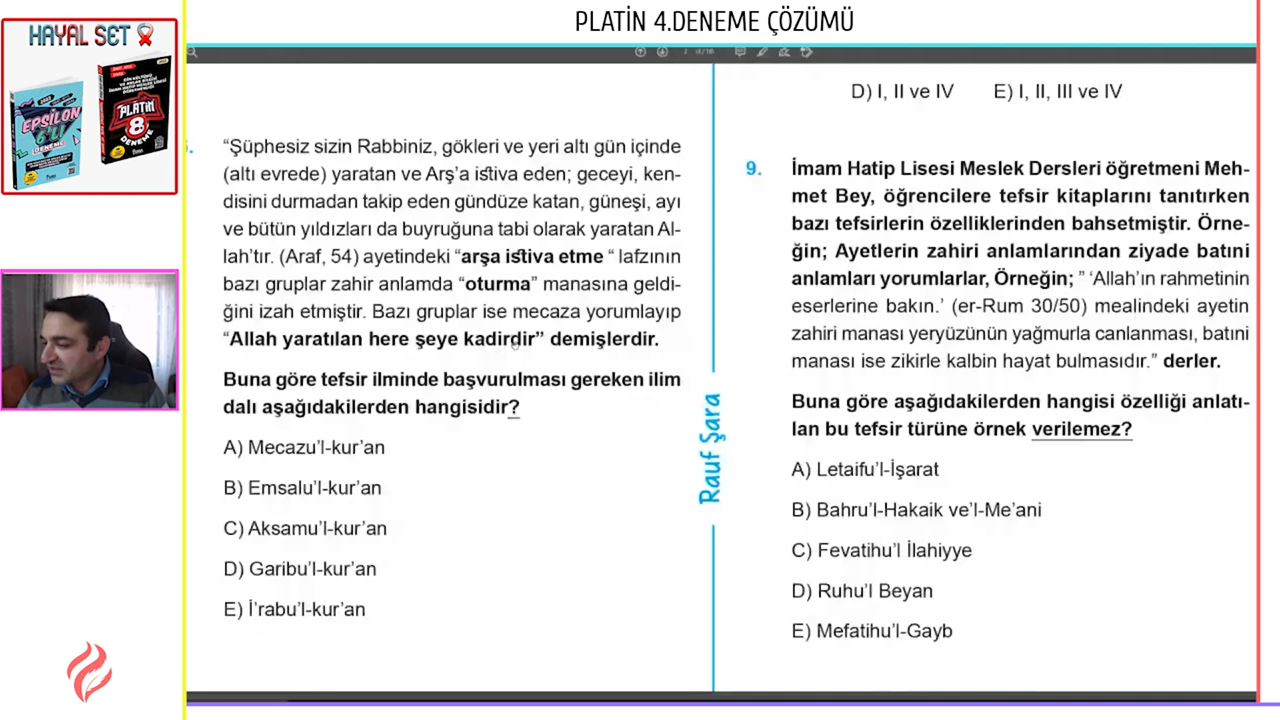 PLATİN 4.DENEME ÇÖZÜMÜ
HAYAL SET
EPSİLON
6'LI
DENEME
PLATİN
8
DENEME
"Şüphesiz sizin Rabbiniz, gökleri ve yeri altı gün içinde
(altı evrede) yaratan ve Arş'a istiva eden; geceyi, ken-
disini durmadan takip eden gündüze katan, güneşi, ayı
ve bütün yıldızları da buyruğuna tabi olarak yaratan Al-
lah'tır. (Araf, 54) ayetindeki "arşa istiva etme " lafzının
bazı gruplar zahir anlamda "oturma" manasına geldi-
ğini izah etmiştir. Bazı gruplar ise mecaza yorumlayıp
"Allah yaratılan here şeye kadirdir" demişlerdir.
Buna göre tefsir ilminde başvurulması gereken ilim
dalı aşağıdakilerden hangisidir?
A) Mecazu'l-kur'an
B) Emsalu'l-kur'an
C) Aksamu'l-kur'an
D) Garibu'l-kur'an
E) İ'rabu'l-kur'an
Rauf Şara
D) I, II ve IV E) I, II, III ve IV
9. İmam Hatip Lisesi Meslek Dersleri öğretmeni Meh-
met Bey, öğrencilere tefsir kitaplarını tanıtırken
bazı tefsirlerin özelliklerinden bahsetmiştir. Örne-
ğin; Ayetlerin zahiri anlamlarından ziyade batıni
anlamları yorumlarlar, Örneğin; " 'Allah'ın rahmetinin
eserlerine bakın.' (er-Rum 30/50) mealindeki ayetin
zahiri manası yeryüzünün yağmurla canlanması, batıni
manası ise zikirle kalbin hayat bulmasıdır." derler.
Buna göre aşağıdakilerden hangisi özelliği anlatı-
lan bu tefsir türüne örnek verilemez?
A) Letaifu'l-İşarat
B) Bahru'l-Hakaik ve'l-Me'ani
C) Fevatihu'l İlahiyye
D) Ruhu'l Beyan
E) Mefatihu'l-Gayb